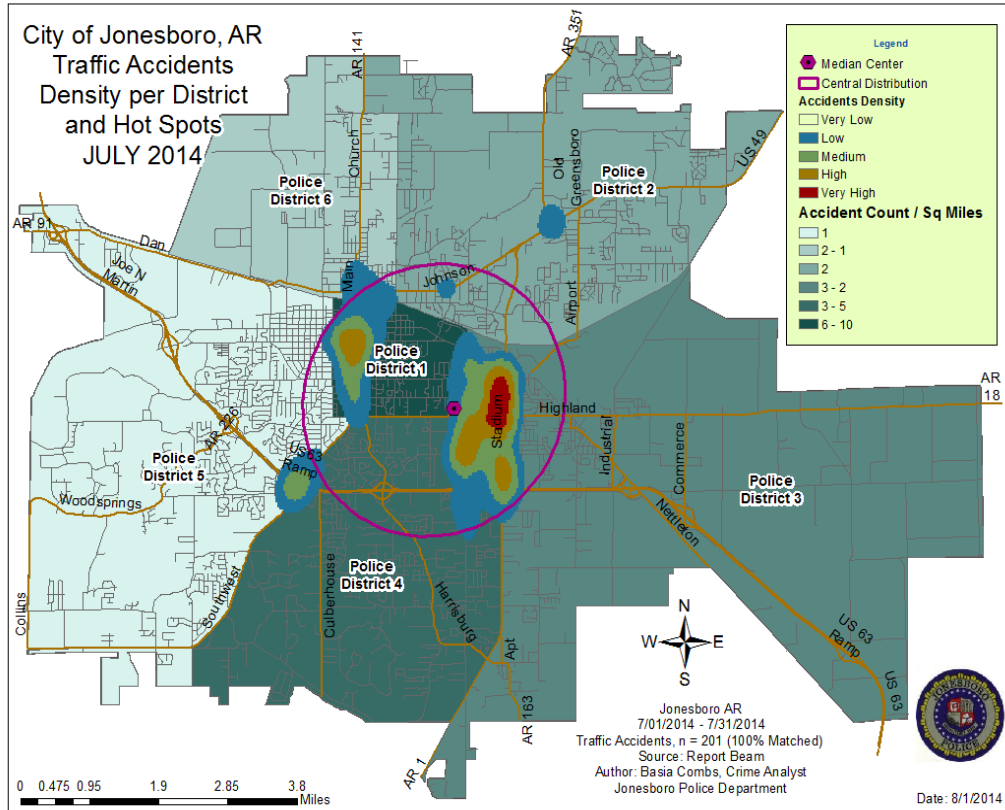 City of Jonesboro, AR
Traffic Accidents
Density per District
and Hot Spots
JULY 2014
Legend
Median Center
Central Distribution
Accidents Density
Very Low
Low
Medium
High
Very High
Accident Count / Sq Miles
1
2 - 1
2
3 - 2
3 - 5
6 - 10
AR 141
AR 351
US 49
Church
Old
Greensboro
Police
District 6
Police
District 2
AR 91
Dan
Joe N
Martin
Main
Johnson
Airport
Police
District 1
AR
18
Highland
Stadium
AR 226
US 63
Ramp
Industrial
Commerce
Police
District 5
Woodsprings
Police
District 3
Nettleton
Police
District 4
Collins
Southwest
Culberhouse
Harrisburg
Apt
N
W
E
S
US 63
Ramp
US 63
AR 163
AR 1
Jonesboro AR
7/01/2014 - 7/31/2014
Traffic Accidents, n = 201 (100% Matched)
Source: Report Beam
Author: Basia Combs, Crime Analyst
Jonesboro Police Department
JONESBORO
POLICE
0 0.475 0.95 1.9 2.85 3.8
Miles
Date: 8/1/2014